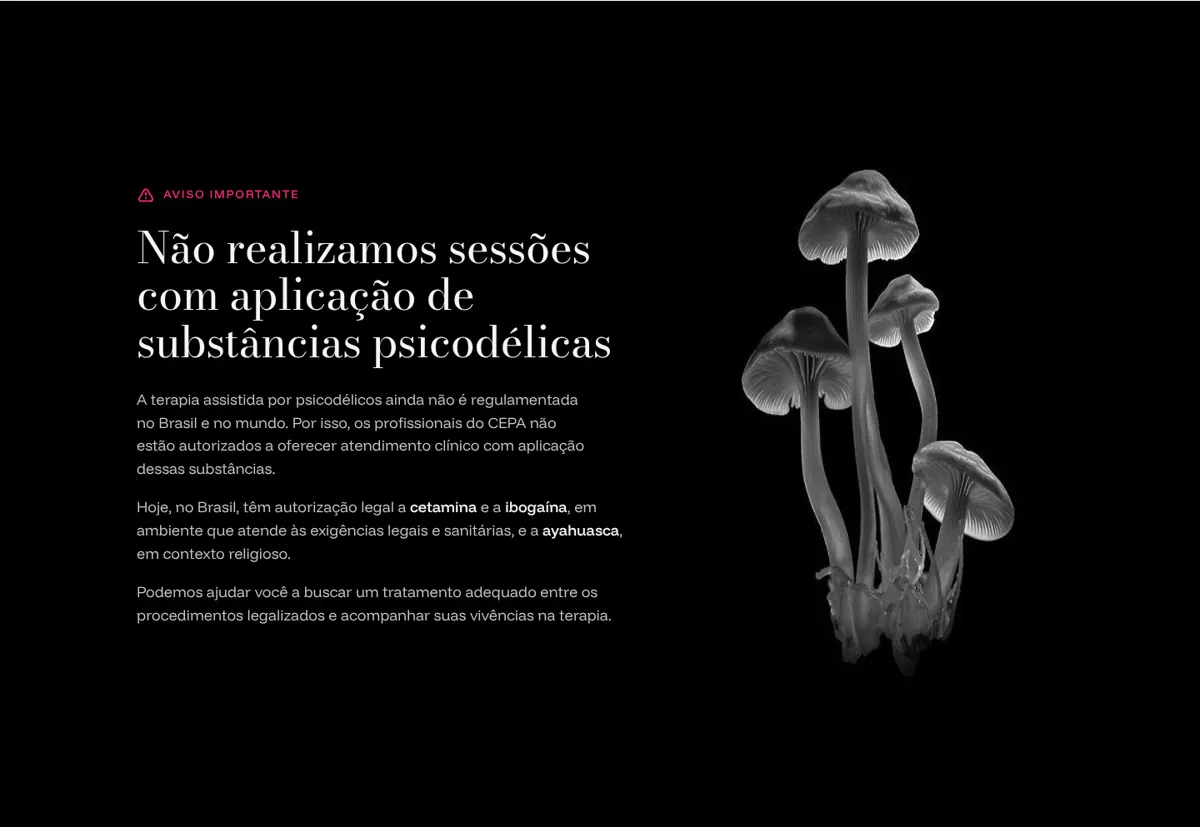 AVISO IMPORTANTE
Não realizamos sessões
com aplicação de
substâncias psicodélicas
A terapia assistida por psicodélicos ainda não é regulamentada
no Brasil e no mundo. Por isso, os profissionais do CEPA não
estão autorizados a oferecer atendimento clínico com aplicação
dessas substâncias.
Hoje, no Brasil, têm autorização legal a cetamina e a ibogaína, em
ambiente que atende às exigências legais e sanitárias, e a ayahuasca,
em contexto religioso.
Podemos ajudar você a buscar um tratamento adequado entre os
procedimentos legalizados e acompanhar suas vivências na terapia.